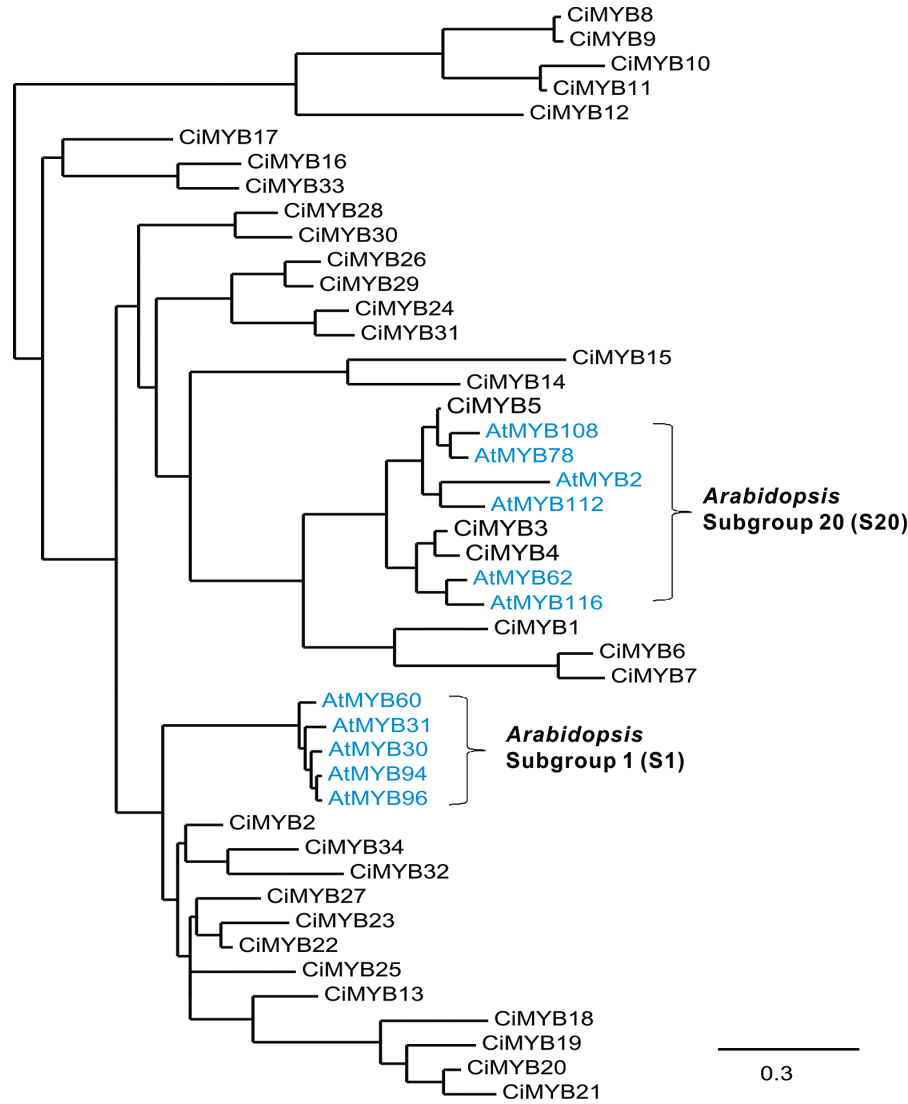 CiMYB8
CiMYB9
CiMYB10
CiMYB11
CiMYB12
CiMYB17
CiMYB16
CiMYB33
CiMYB28
CiMYB30
CiMYB26
CiMYB29
CiMYB24
CiMYB31
CiMYB15
CiMYB14
CiMYB5
AtMYB108
AtMYB78
AtMYB2
AtMYB112
CiMYB3
CiMYB4
AtMYB62
AtMYB116
Arabidopsis
Subgroup 20 (S20)
CiMYB1
CiMYB6
CiMYB7
AtMYB60
AtMYB31
AtMYB30
AtMYB94
AtMYB96
Arabidopsis
Subgroup 1 (S1)
CiMYB2
CiMYB34
CiMYB32
CiMYB27
CiMYB23
CiMYB22
CiMYB25
CiMYB13
CiMYB18
CiMYB19
CiMYB20
CiMYB21
0.3